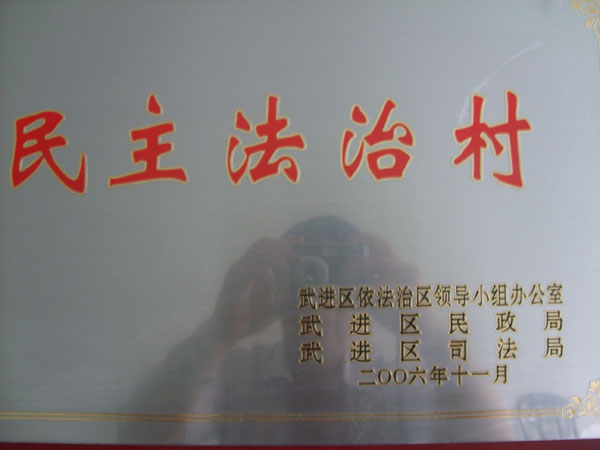 民主法治村
武进区依法治区领导小组办公室
武进区民政局
武进区司法局
二〇〇六年十一月